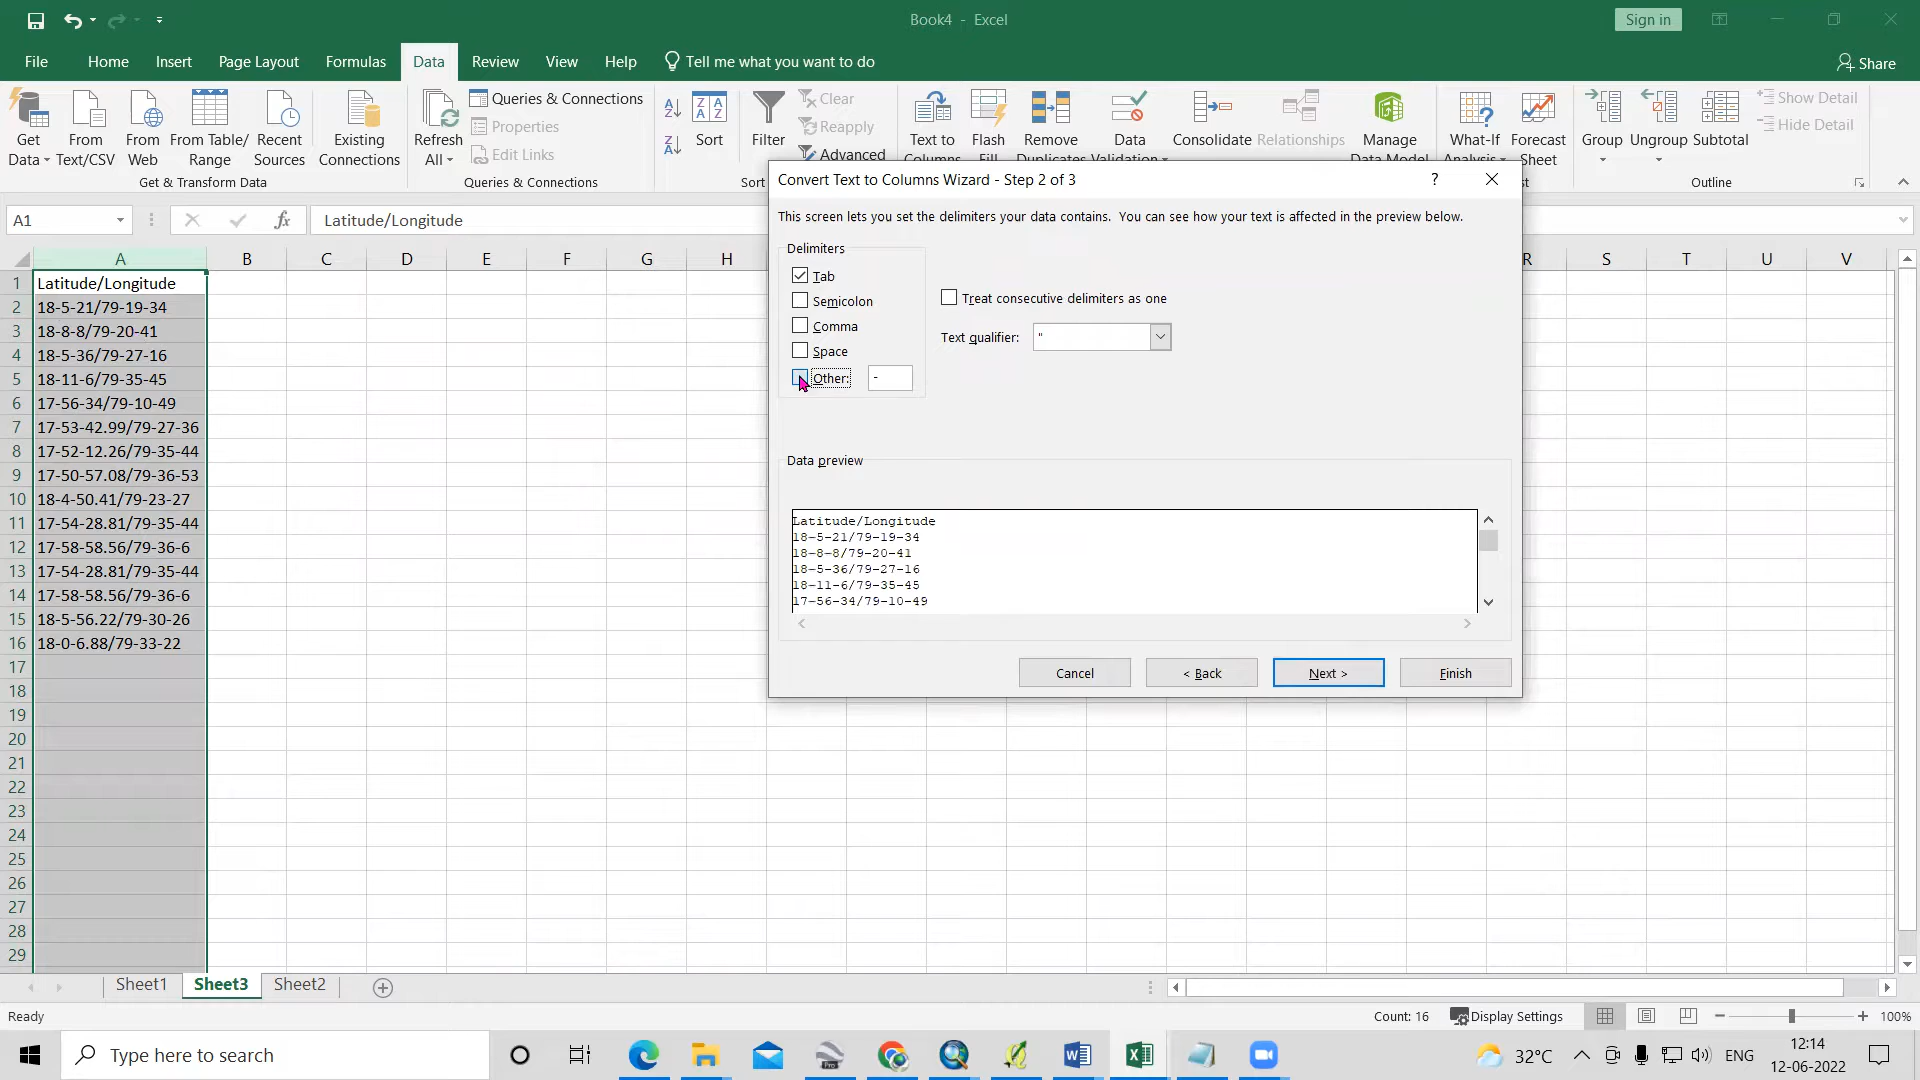 Book4 - Excel
Sign in
File Home Insert Page Layout Formulas Data Review View Help Tell me what you want to do
Share
Get Data
From Text/CSV
From Web
From Table/ Range
Recent Sources
Existing Connections
Get & Transform Data
Refresh All
Queries & Connections
Properties
Edit Links
Queries & Connections
Sort
Filter
Clear
Reapply
Advanced
Sort
Text to Columns
Flash Fill
Remove Duplicates
Data Validation
Consolidate
Relationships
Manage Data Model
What-If Analysis
Forecast Sheet
Group
Ungroup
Subtotal
Show Detail
Hide Detail
Outline
A1
fx
Latitude/Longitude
A B C D E F G H R S T U V
1 Latitude/Longitude
2 18-5-21/79-19-34
3 18-8-8/79-20-41
4 18-5-36/79-27-16
5 18-11-6/79-35-45
6 17-56-34/79-10-49
7 17-53-42.99/79-27-36
8 17-52-12.26/79-35-44
9 17-50-57.08/79-36-53
10 18-4-50.41/79-23-27
11 17-54-28.81/79-35-44
12 17-58-58.56/79-36-6
13 17-54-28.81/79-35-44
14 17-58-58.56/79-36-6
15 18-5-56.22/79-30-26
16 18-0-6.88/79-33-22
17
18
19
20
21
22
23
24
25
26
27
28
29
Convert Text to Columns Wizard - Step 2 of 3
?
This screen lets you set the delimiters your data contains. You can see how your text is affected in the preview below.
Delimiters
Tab
Semicolon
Comma
Space
Other: -
Treat consecutive delimiters as one
Text qualifier: "
Data preview
Latitude/Longitude
18-5-21/79-19-34
18-8-8/79-20-41
18-5-36/79-27-16
18-11-6/79-35-45
17-56-34/79-10-49
Cancel
< Back
Next >
Finish
Sheet1 Sheet3 Sheet2
Ready
Count: 16
Display Settings
100%
Type here to search
32°C
ENG
12:14
12-06-2022